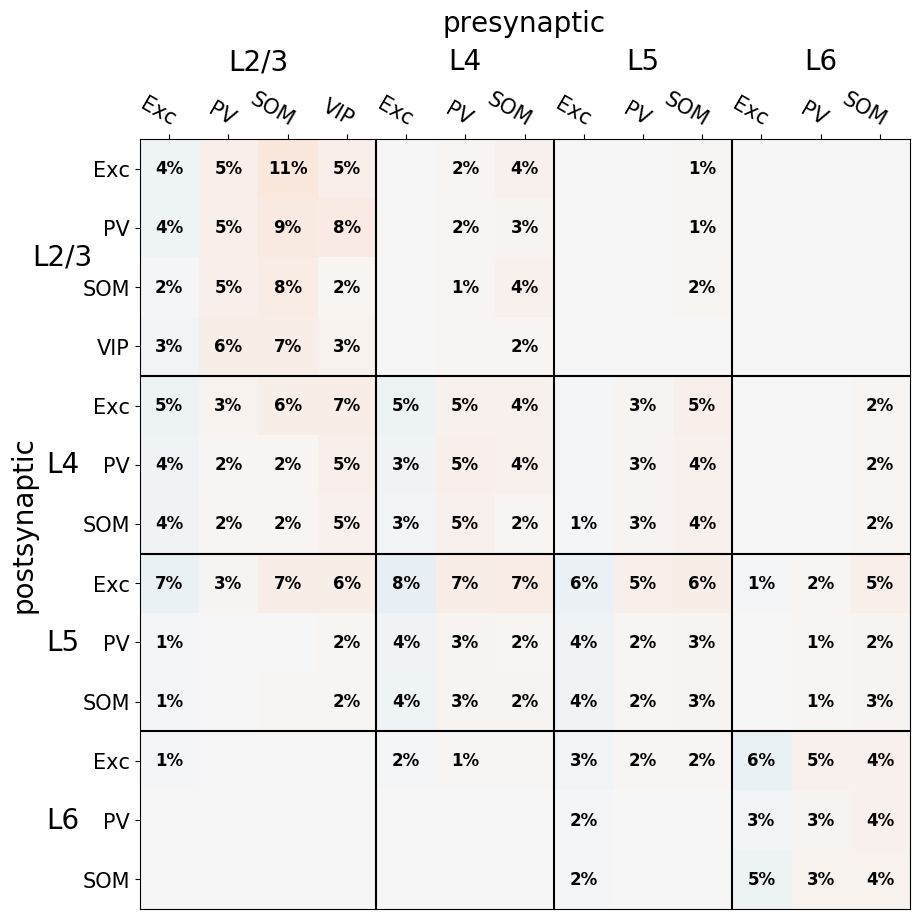 presynaptic
L2/3 L4 L5 L6
Exc PV SOM VIP Exc PV SOM Exc PV SOM Exc PV SOM
postsynaptic
L2/3
Exc 4% 5% 11% 5% 2% 4% 1%
PV 4% 5% 9% 8% 2% 3% 1%
SOM 2% 5% 8% 2% 1% 4% 2%
VIP 3% 6% 7% 3% 2%
L4
Exc 5% 3% 6% 7% 5% 5% 4% 3% 5% 2%
PV 4% 2% 2% 5% 3% 5% 4% 3% 4% 2%
SOM 4% 2% 2% 5% 3% 5% 2% 1% 3% 4% 2%
L5
Exc 7% 3% 7% 6% 8% 7% 7% 6% 5% 6% 1% 2% 5%
PV 1% 2% 4% 3% 2% 4% 2% 3% 1% 2%
SOM 1% 2% 4% 3% 2% 4% 2% 3% 1% 3%
L6
Exc 1% 2% 1% 3% 2% 2% 6% 5% 4%
PV 2% 3% 3% 4%
SOM 2% 5% 3% 4%